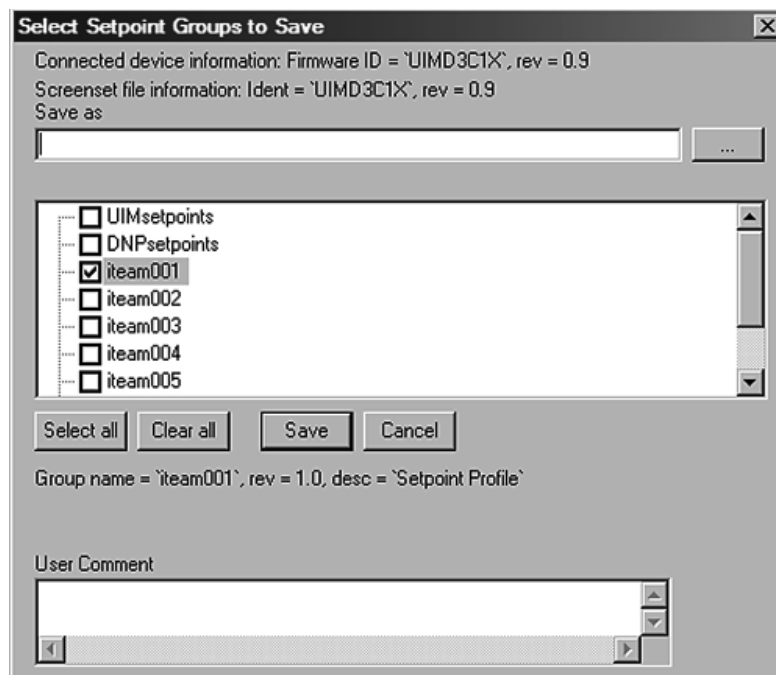 Select Setpoint Groups to Save
Connected device information: Firmware ID = `UIMD3C1X`, rev = 0.9
Screenset file information: Ident = `UIMD3C1X`, rev = 0.9
Save as
...
UIMsetpoints
DNPsetpoints
iteam001
iteam002
iteam003
iteam004
iteam005
Select all Clear all Save Cancel
Group name = `iteam001`, rev = 1.0, desc = `Setpoint Profile`
User Comment